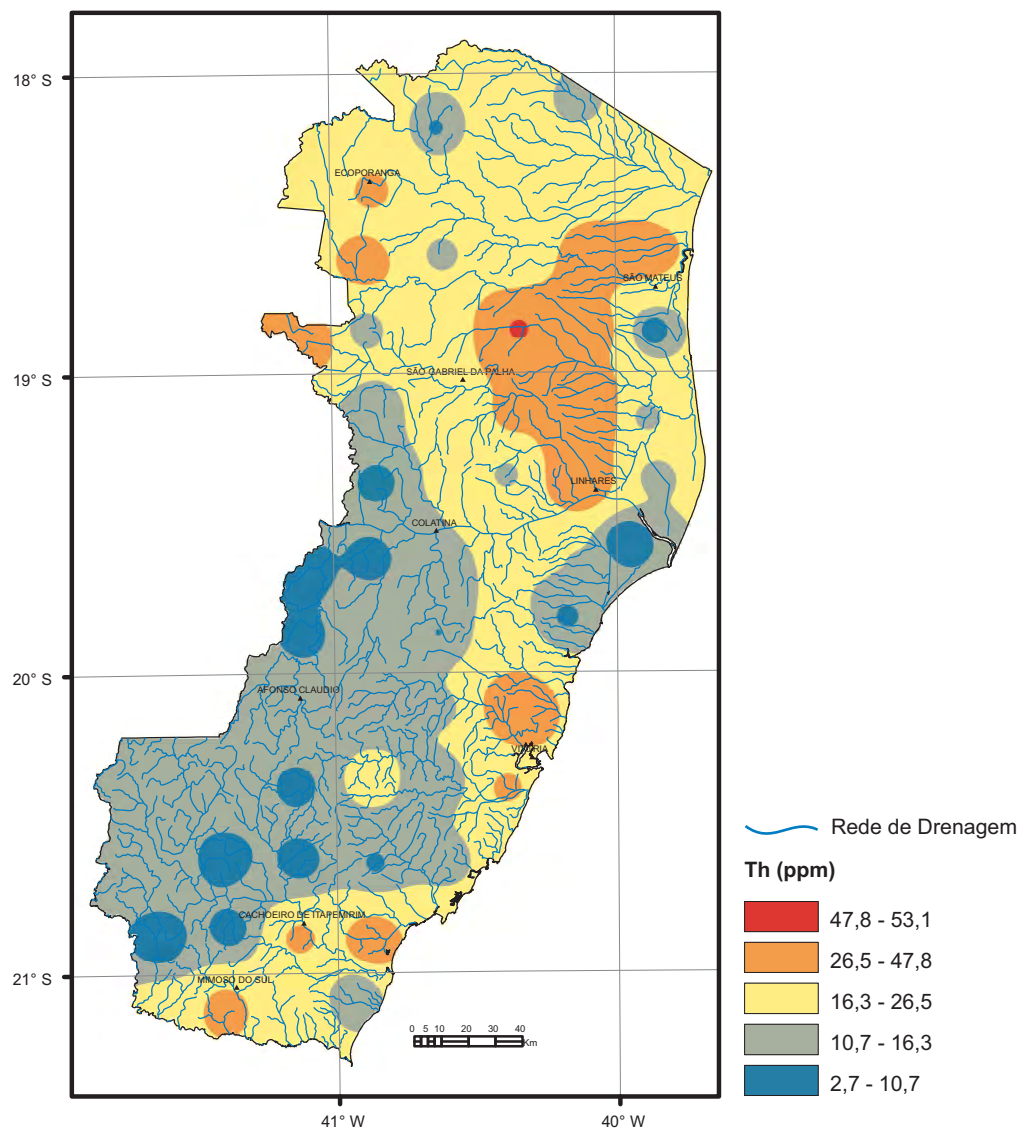 18° S
ECOPORANGA
SÃO MATEUS
19° S
SÃO GABRIEL DA PALHA
LINHARES
COLATINA
20° S
AFONSO CLAUDIO
VITÓRIA
Rede de Drenagem
Th (ppm)
47,8 - 53,1
26,5 - 47,8
16,3 - 26,5
10,7 - 16,3
2,7 - 10,7
CACHOEIRO DE ITAPEMIRIM
21° S
MIMOSO DO SUL
0 5 10 20 30 40
Km
41° W
40° W